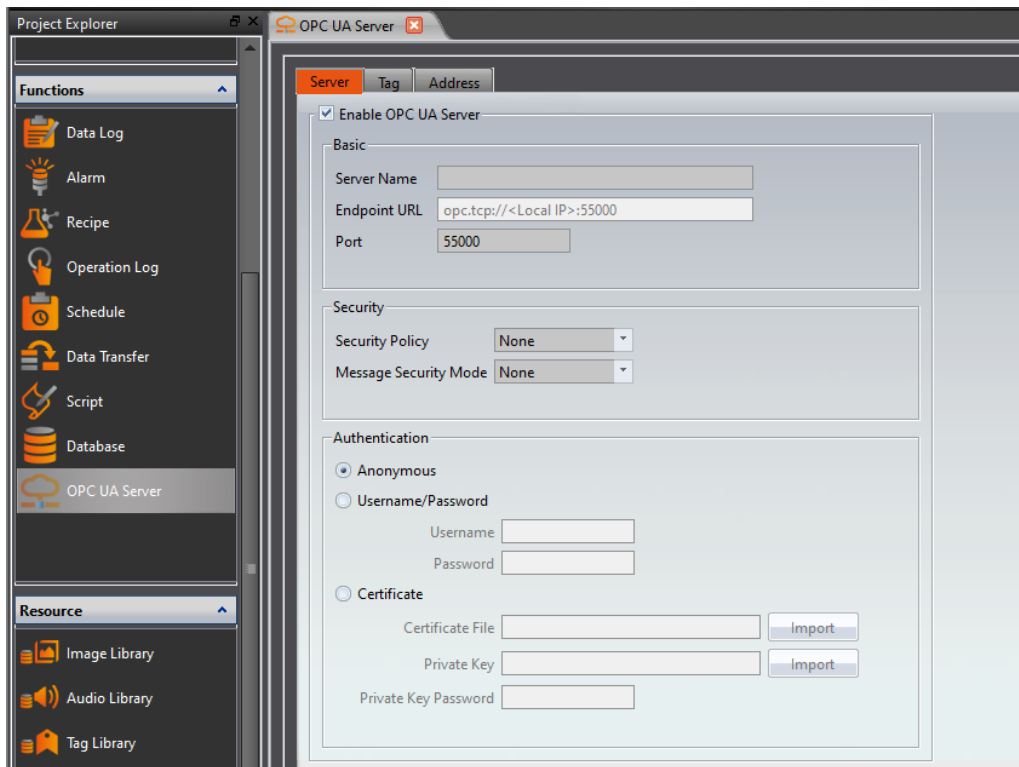 Project Explorer
OPC UA Server
Functions
Data Log
Alarm
Recipe
Operation Log
Schedule
Data Transfer
Script
Database
OPC UA Server
Resource
Image Library
Audio Library
Tag Library
Server Tag Address
Enable OPC UA Server
Basic
Server Name
Endpoint URL opc.tcp://<Local IP>:55000
Port 55000
Security
Security Policy None
Message Security Mode None
Authentication
Anonymous
Username/Password
Username
Password
Certificate
Certificate File Import
Private Key Import
Private Key Password